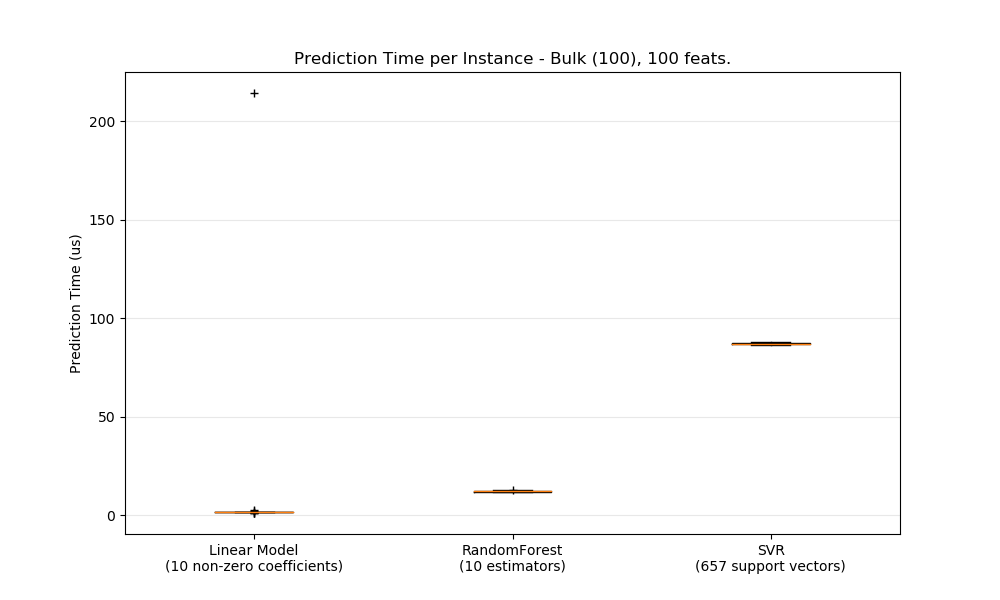 Prediction Time per Instance - Bulk (100), 100 feats.
Prediction Time (us)
200
150
100
50
0
Linear Model
(10 non-zero coefficients)
RandomForest
(10 estimators)
SVR
(657 support vectors)